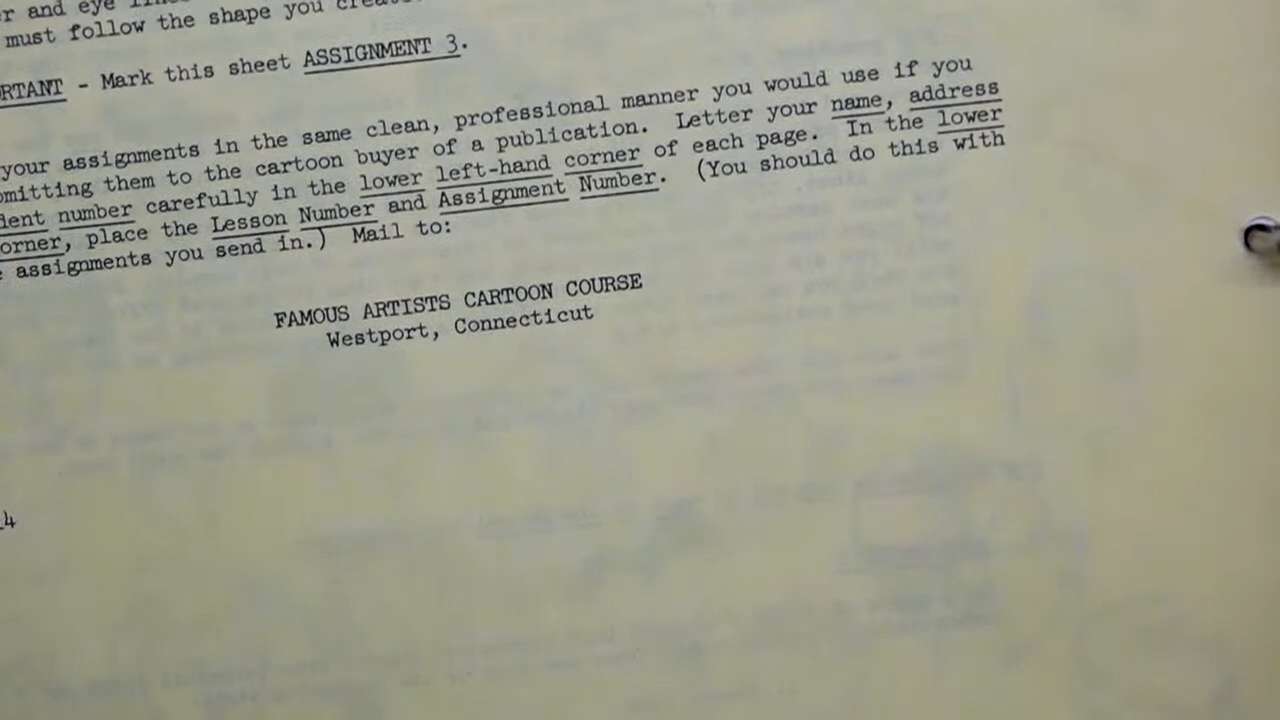 r and eye
must follow the shape you
RTANT - Mark this sheet ASSIGNMENT 3.
your assignments in the same clean, professional manner you would use if you
omitting them to the cartoon buyer of a publication. Letter your name, address
dent number carefully in the lower left-hand corner of each page. In the lower
orner, place the Lesson Number and Assignment Number. (You should do this with
assignments you send in.) Mail to:
FAMOUS ARTISTS CARTOON COURSE
Westport, Connecticut
4